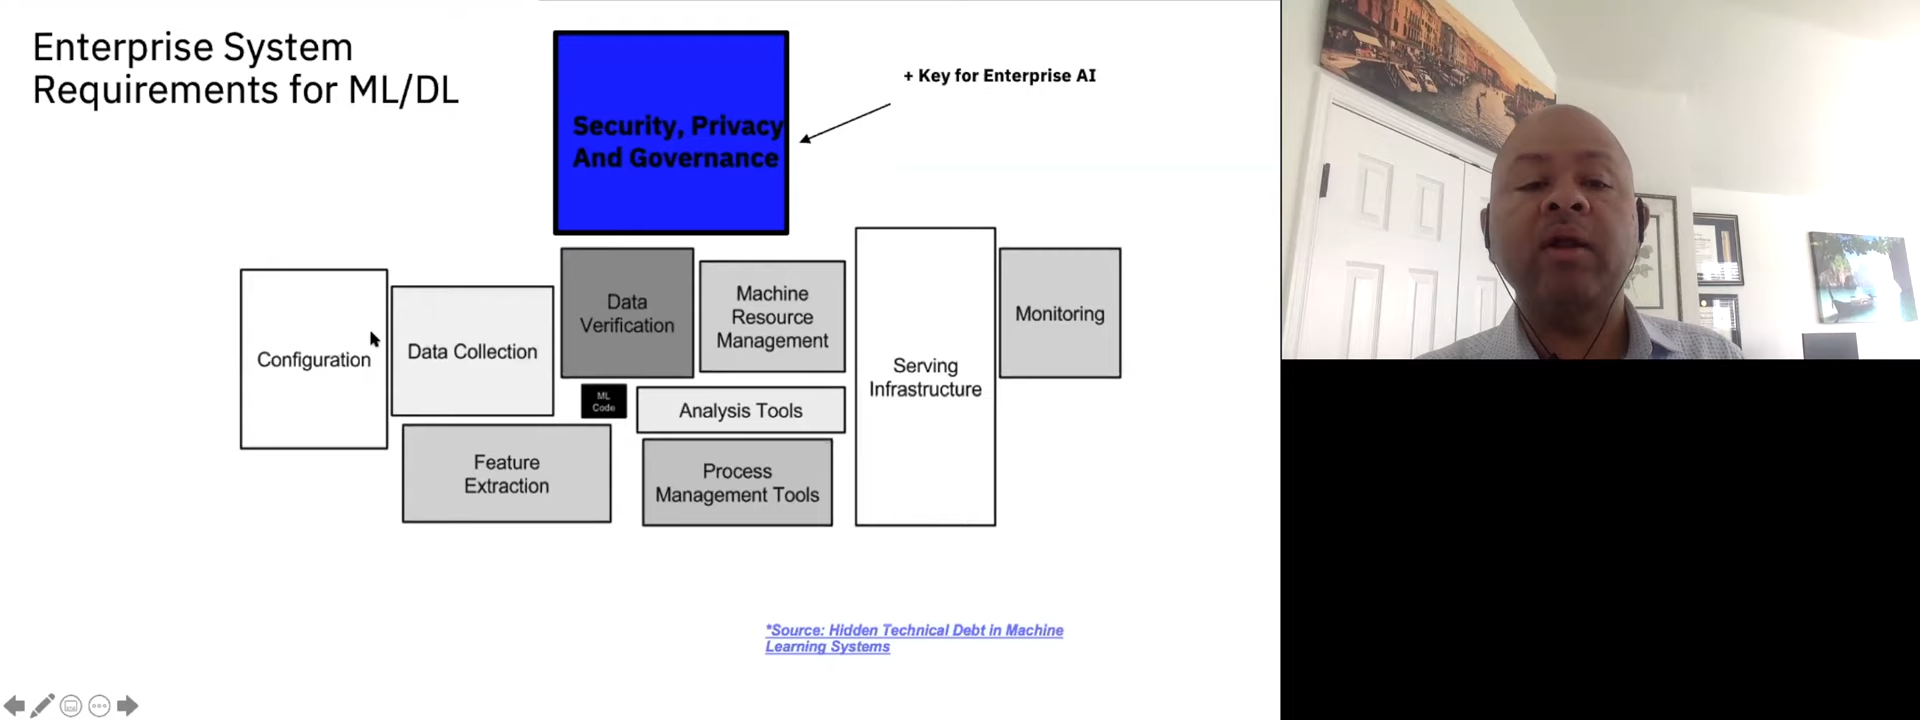 Enterprise System
Requirements for ML/DL
Security, Privacy
And Governance
+ Key for Enterprise AI
Configuration
Data Collection
Data
Verification
Machine
Resource
Management
Serving
Infrastructure
Monitoring
ML
Code
Analysis Tools
Feature
Extraction
Process
Management Tools
*Source: Hidden Technical Debt in Machine
Learning Systems